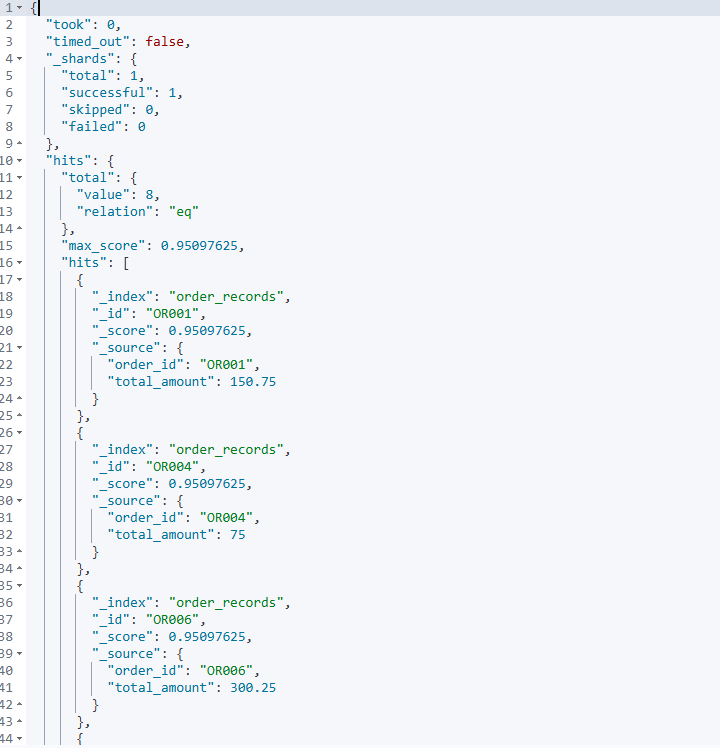 1 {
2   "took": 0,
3   "timed_out": false,
4   "_shards": {
5     "total": 1,
6     "successful": 1,
7     "skipped": 0,
8     "failed": 0
9   },
10   "hits": {
11     "total": {
12       "value": 8,
13       "relation": "eq"
14     },
15     "max_score": 0.95097625,
16     "hits": [
17       {
18         "_index": "order_records",
19         "_id": "OR001",
20         "_score": 0.95097625,
21         "_source": {
22           "order_id": "OR001",
23           "total_amount": 150.75
24         }
25       },
26       {
27         "_index": "order_records",
28         "_id": "OR004",
29         "_score": 0.95097625,
30         "_source": {
31           "order_id": "OR004",
32           "total_amount": 75
33         }
34       },
35       {
36         "_index": "order_records",
37         "_id": "OR006",
38         "_score": 0.95097625,
39         "_source": {
40           "order_id": "OR006",
41           "total_amount": 300.25
42         }
43       },
44       {